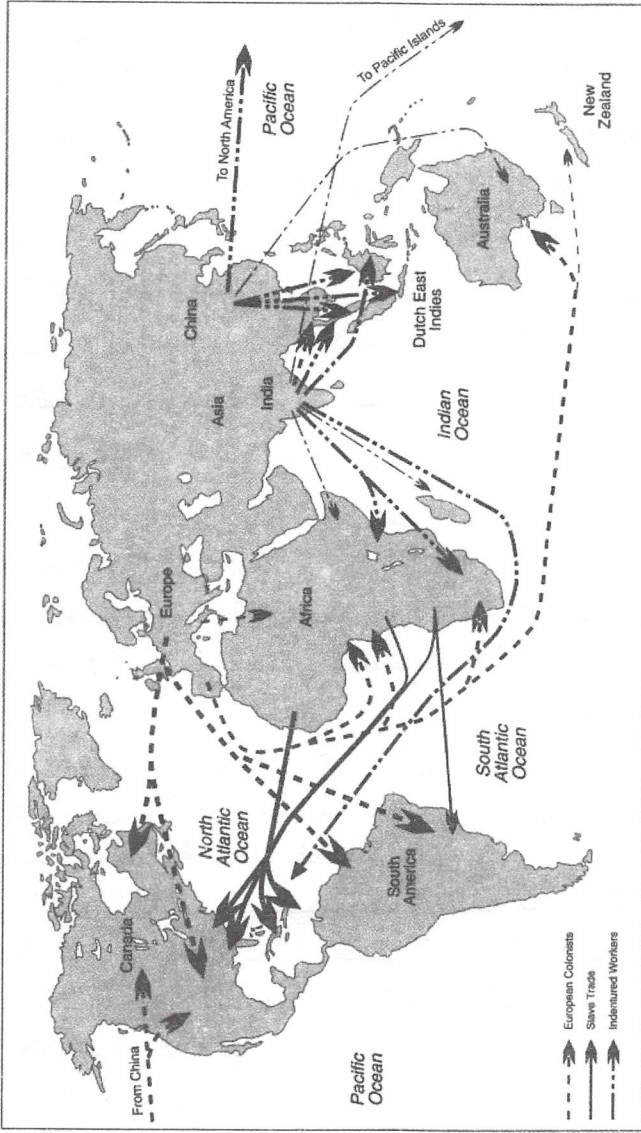 To North America
To Pacific Islands
Pacific
Ocean
New
Zealand
Australia
China
Asia
India
Dutch East
Indies
Indian
Ocean
Europe
Africa
North
Atlantic
Ocean
South
Atlantic
Ocean
Canada
South
America
From China
Pacific
Ocean
European Colonists
Slave Trade
Indentured Workers